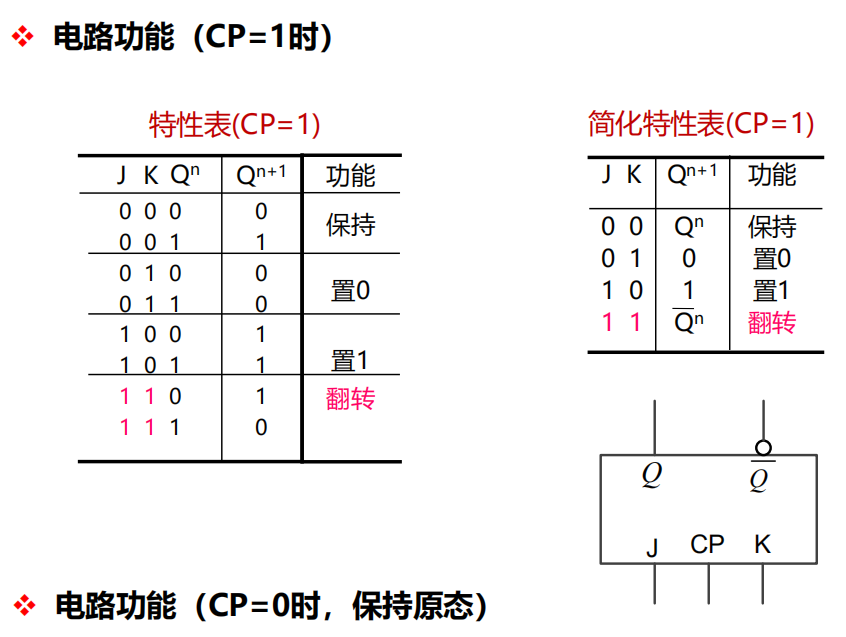 ❖ 电路功能（CP=1时）
特性表(CP=1)
J K Qⁿ Qⁿ⁺¹ 功能
0 0 0 0 保持
0 0 1 1
0 1 0 0 置0
0 1 1 0
1 0 0 1 置1
1 0 1 1
1 1 0 1 翻转
1 1 1 0
简化特性表(CP=1)
J K Qⁿ⁺¹ 功能
0 0 Qⁿ 保持
0 1 0 置0
1 0 1 置1
1 1 Q̅ⁿ 翻转
Q Q̅
J CP K
❖ 电路功能（CP=0时，保持原态）